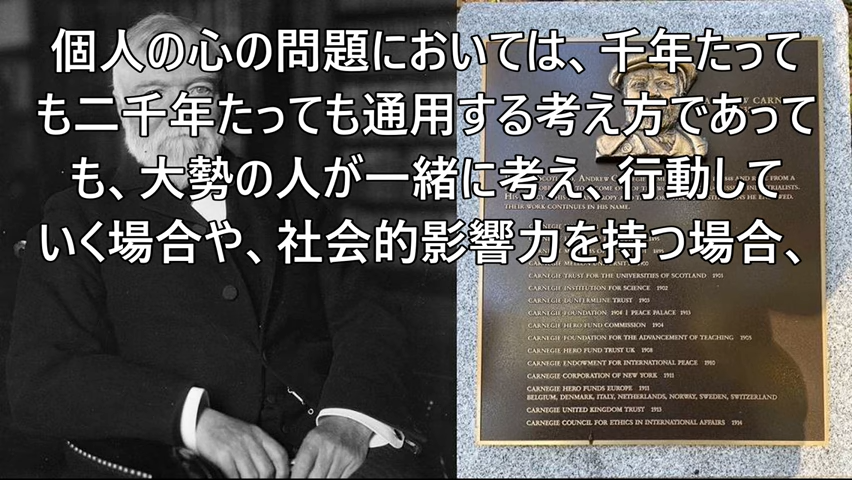 個人の心の問題においては、千年たって
も二千年たっても通用する考え方であって
も、大勢の人が一緒に考え、行動して
いく場合や、社会的影響力を持つ場合、
THEIR WORK CONTINUES IN HIS NAME.
CARNEGIE TRUST FOR THE UNIVERSITIES OF SCOTLAND 1901
CARNEGIE INSTITUTION FOR SCIENCE 1902
CARNEGIE DUNFERMLINE TRUST 1903
CARNEGIE FOUNDATION 1904 | PEACE PALACE 1913
CARNEGIE HERO FUND COMMISSION 1904
CARNEGIE FOUNDATION FOR THE ADVANCEMENT OF TEACHING 1905
CARNEGIE HERO FUND TRUST UK 1908
CARNEGIE ENDOWMENT FOR INTERNATIONAL PEACE 1910
CARNEGIE CORPORATION OF NEW YORK 1911
CARNEGIE HERO FUNDS EUROPE 1911
BELGIUM, DENMARK, ITALY, NETHERLANDS, NORWAY, SWEDEN, SWITZERLAND
CARNEGIE UNITED KINGDOM TRUST 1913
CARNEGIE COUNCIL FOR ETHICS IN INTERNATIONAL AFFAIRS 1914